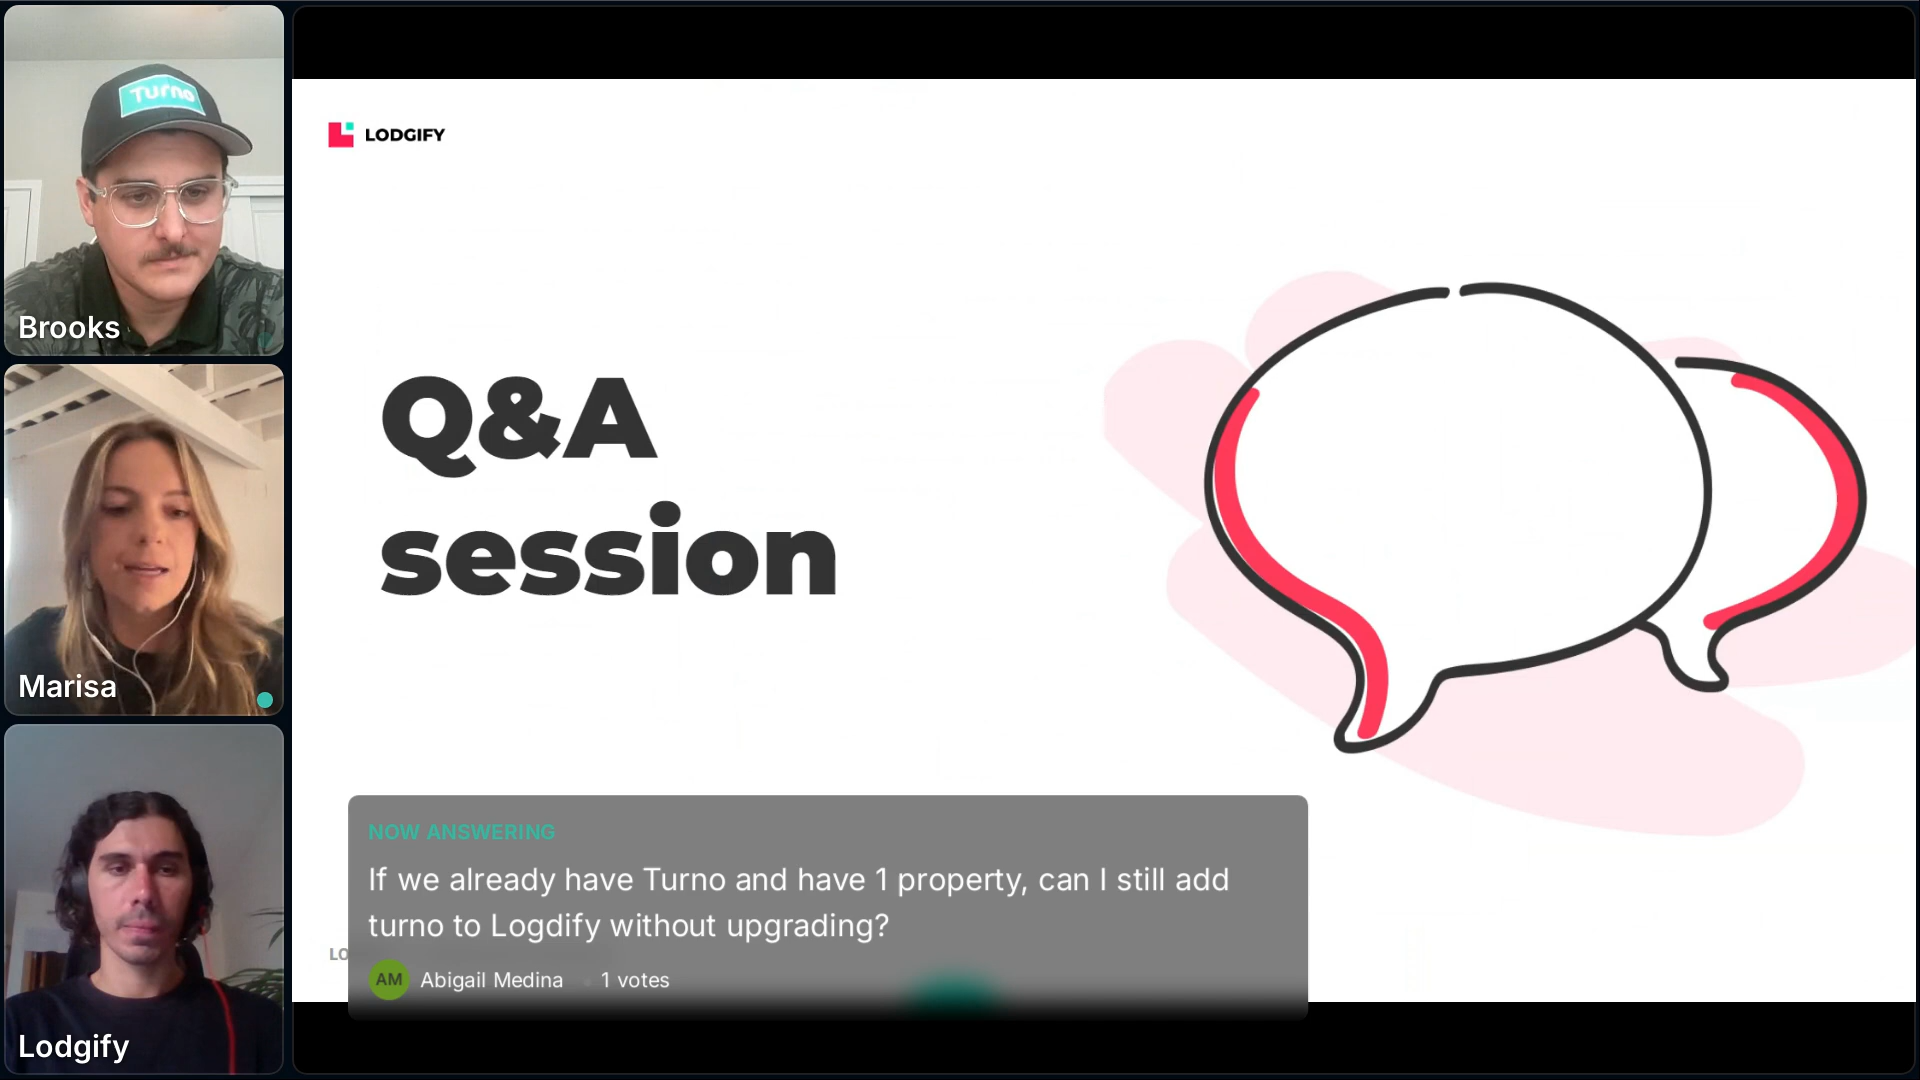 Turno
Brooks
Marisa
Lodgify
LODGIFY
Q&A
session
NOW ANSWERING
If we already have Turno and have 1 property, can I still add
turno to Logdify without upgrading?
LO
AM
Abigail Medina
1 votes